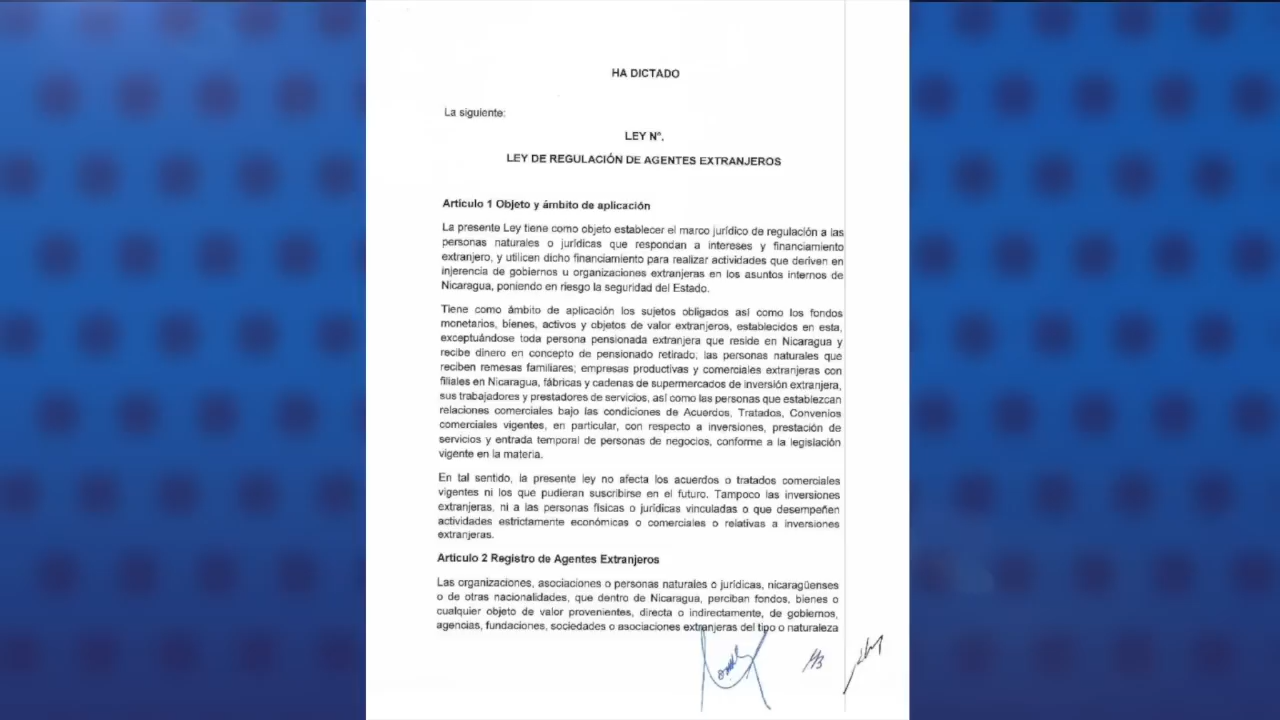 HA DICTADO
La siguiente:
LEY N°.
LEY DE REGULACIÓN DE AGENTES EXTRANJEROS
Artículo 1 Objeto y ámbito de aplicación
La presente Ley tiene como objeto establecer el marco jurídico de regulación a las
personas naturales o jurídicas que respondan a intereses y financiamiento
extranjero, y utilicen dicho financiamiento para realizar actividades que deriven en
injerencia de gobiernos u organizaciones extranjeras en los asuntos internos de
Nicaragua, poniendo en riesgo la seguridad del Estado.
Tiene como ámbito de aplicación los sujetos obligados así como los fondos
monetarios, bienes, activos y objetos de valor extranjeros, establecidos en esta,
exceptuándose toda persona pensionada extranjera que reside en Nicaragua y
recibe dinero en concepto de pensionado retirado; las personas naturales que
reciben remesas familiares; empresas productivas y comerciales extranjeras con
filiales en Nicaragua, fábricas y cadenas de supermercados de inversión extranjera,
sus trabajadores y prestadores de servicios, así como las personas que establezcan
relaciones comerciales bajo las condiciones de Acuerdos, Tratados, Convenios
comerciales vigentes, en particular, con respecto a inversiones, prestación de
servicios y entrada temporal de personas de negocios, conforme a la legislación
vigente en la materia.
En tal sentido, la presente ley no afecta los acuerdos o tratados comerciales
vigentes ni los que pudieran suscribirse en el futuro. Tampoco las inversiones
extranjeras, ni a las personas físicas o jurídicas vinculadas o que desempeñen
actividades estrictamente económicas o comerciales o relativas a inversiones
extranjeras.
Artículo 2 Registro de Agentes Extranjeros
Las organizaciones, asociaciones o personas naturales o jurídicas, nicaragüenses
o de otras nacionalidades, que dentro de Nicaragua, perciban fondos, bienes o
cualquier objeto de valor provenientes, directa o indirectamente, de gobiernos,
agencias, fundaciones, sociedades o asociaciones extranjeras del tipo o naturaleza